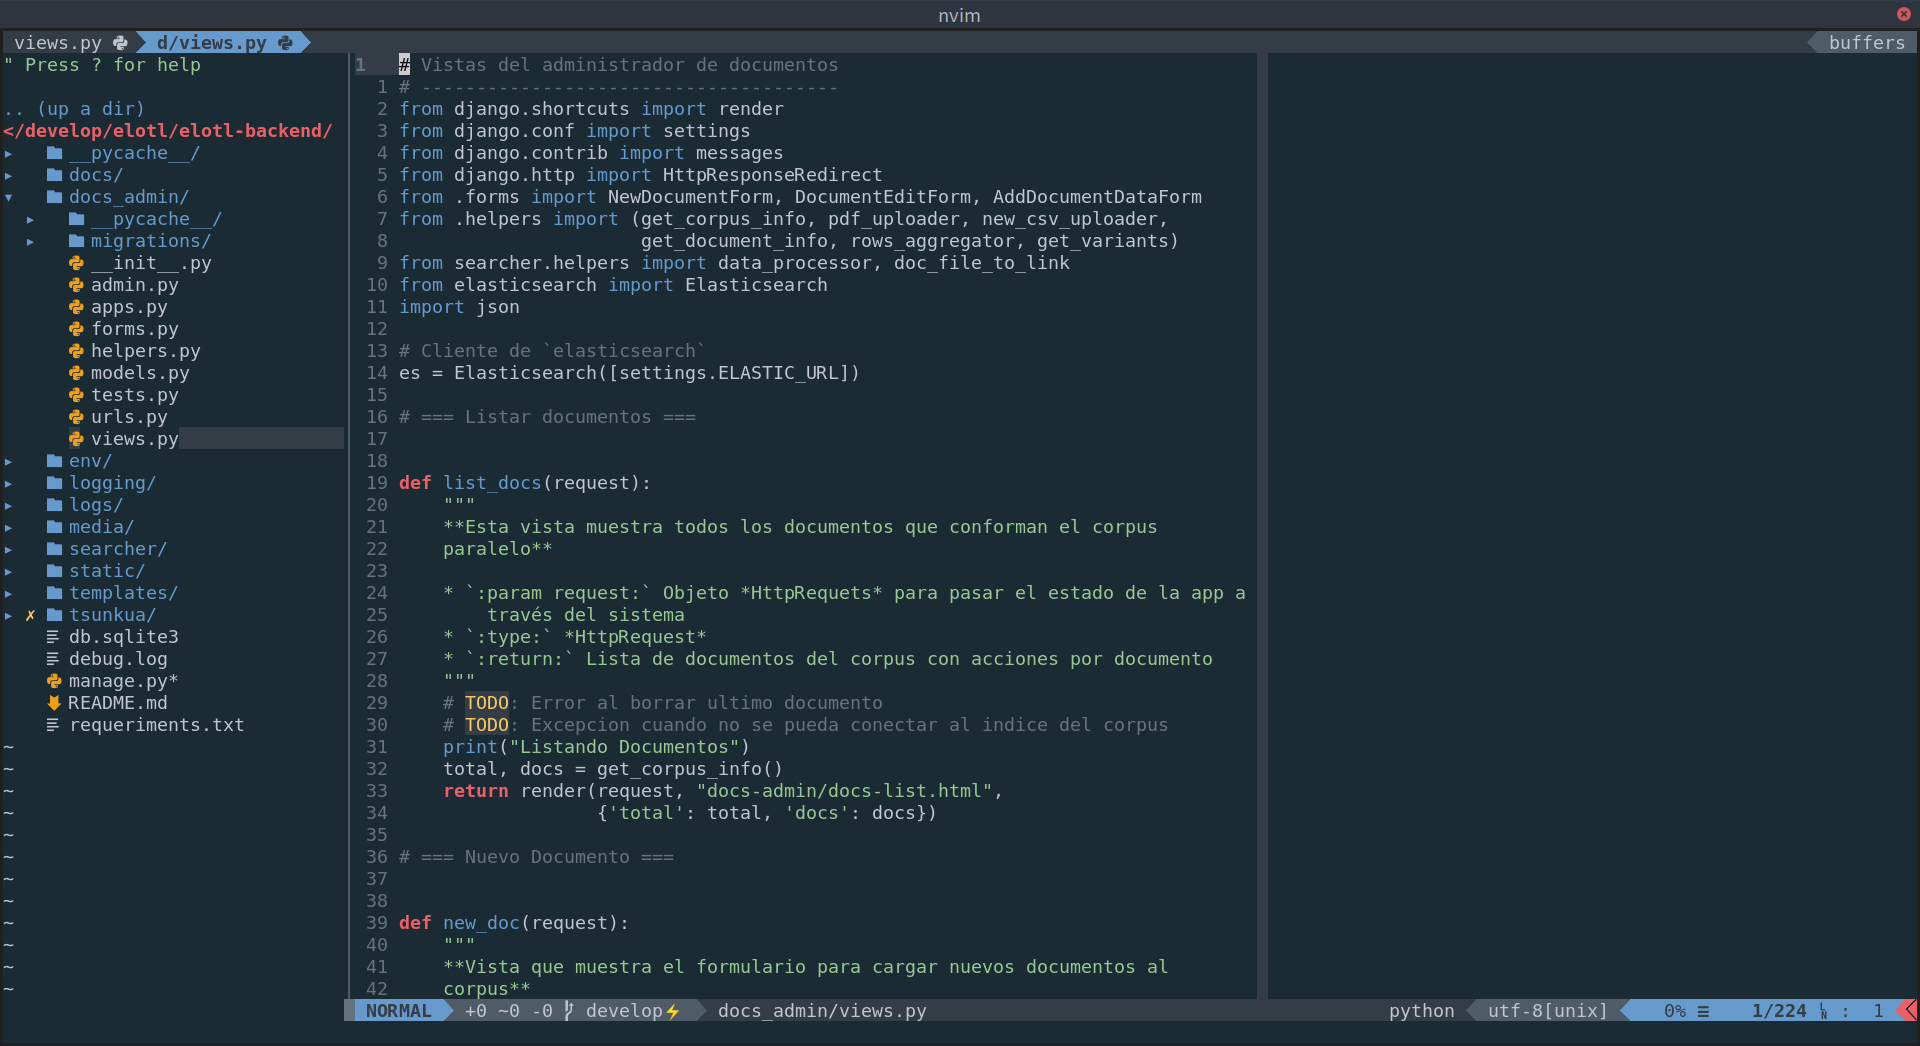 nvim
views.py d/views.py buffers
" Press ? for help
.. (up a dir)
</develop/elotl/elotl-backend/
▸ __pycache__/
▸ docs/
▾ docs_admin/
▸ __pycache__/
▸ migrations/
__init__.py
admin.py
apps.py
forms.py
helpers.py
models.py
tests.py
urls.py
views.py
▸ env/
▸ logging/
▸ logs/
▸ media/
▸ searcher/
▸ static/
▸ templates/
▸ ✗ tsunkua/
db.sqlite3
debug.log
manage.py*
README.md
requeriments.txt
~
~
~
~
~
~
~
~
~
~
~
~
1 # Vistas del administrador de documentos
1 # --------------------------------------
2 from django.shortcuts import render
3 from django.conf import settings
4 from django.contrib import messages
5 from django.http import HttpResponseRedirect
6 from .forms import NewDocumentForm, DocumentEditForm, AddDocumentDataForm
7 from .helpers import (get_corpus_info, pdf_uploader, new_csv_uploader,
8 get_document_info, rows_aggregator, get_variants)
9 from searcher.helpers import data_processor, doc_file_to_link
10 from elasticsearch import Elasticsearch
11 import json
12
13 # Cliente de `elasticsearch`
14 es = Elasticsearch([settings.ELASTIC_URL])
15
16 # === Listar documentos ===
17
18
19 def list_docs(request):
20 """
21 **Esta vista muestra todos los documentos que conforman el corpus
22 paralelo**
23
24 * `:param request:` Objeto *HttpRequets* para pasar el estado de la app a
25 través del sistema
26 * `:type:` *HttpRequest*
27 * `:return:` Lista de documentos del corpus con acciones por documento
28 """
29 # TODO: Error al borrar ultimo documento
30 # TODO: Excepcion cuando no se pueda conectar al indice del corpus
31 print("Listando Documentos")
32 total, docs = get_corpus_info()
33 return render(request, "docs-admin/docs-list.html",
34 {'total': total, 'docs': docs})
35
36 # === Nuevo Documento ===
37
38
39 def new_doc(request):
40 """
41 **Vista que muestra el formulario para cargar nuevos documentos al
42 corpus**
NORMAL +0 ~0 -0 develop⚡ docs_admin/views.py python utf-8[unix] 0% ☰ 1/224 : 1